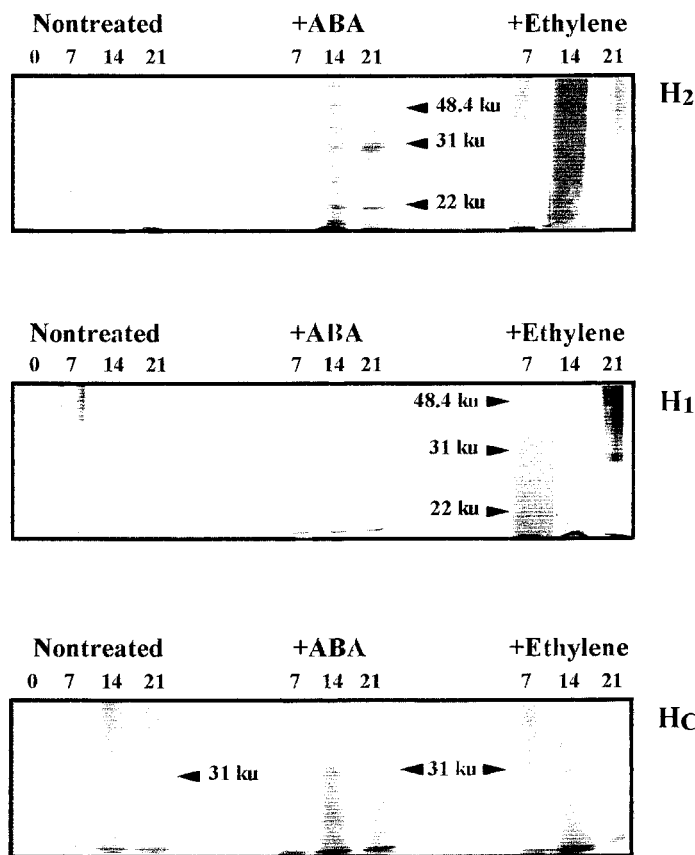 Nontreated +ABA +Ethylene
0 7 14 21 7 14 21 7 14 21
H2
48.4 ku
31 ku
22 ku
Nontreated +ABA +Ethylene
0 7 14 21 7 14 21 7 14 21
48.4 ku
H1
31 ku
22 ku
Nontreated +ABA +Ethylene
0 7 14 21 7 14 21 7 14 21
HC
31 ku 31 ku